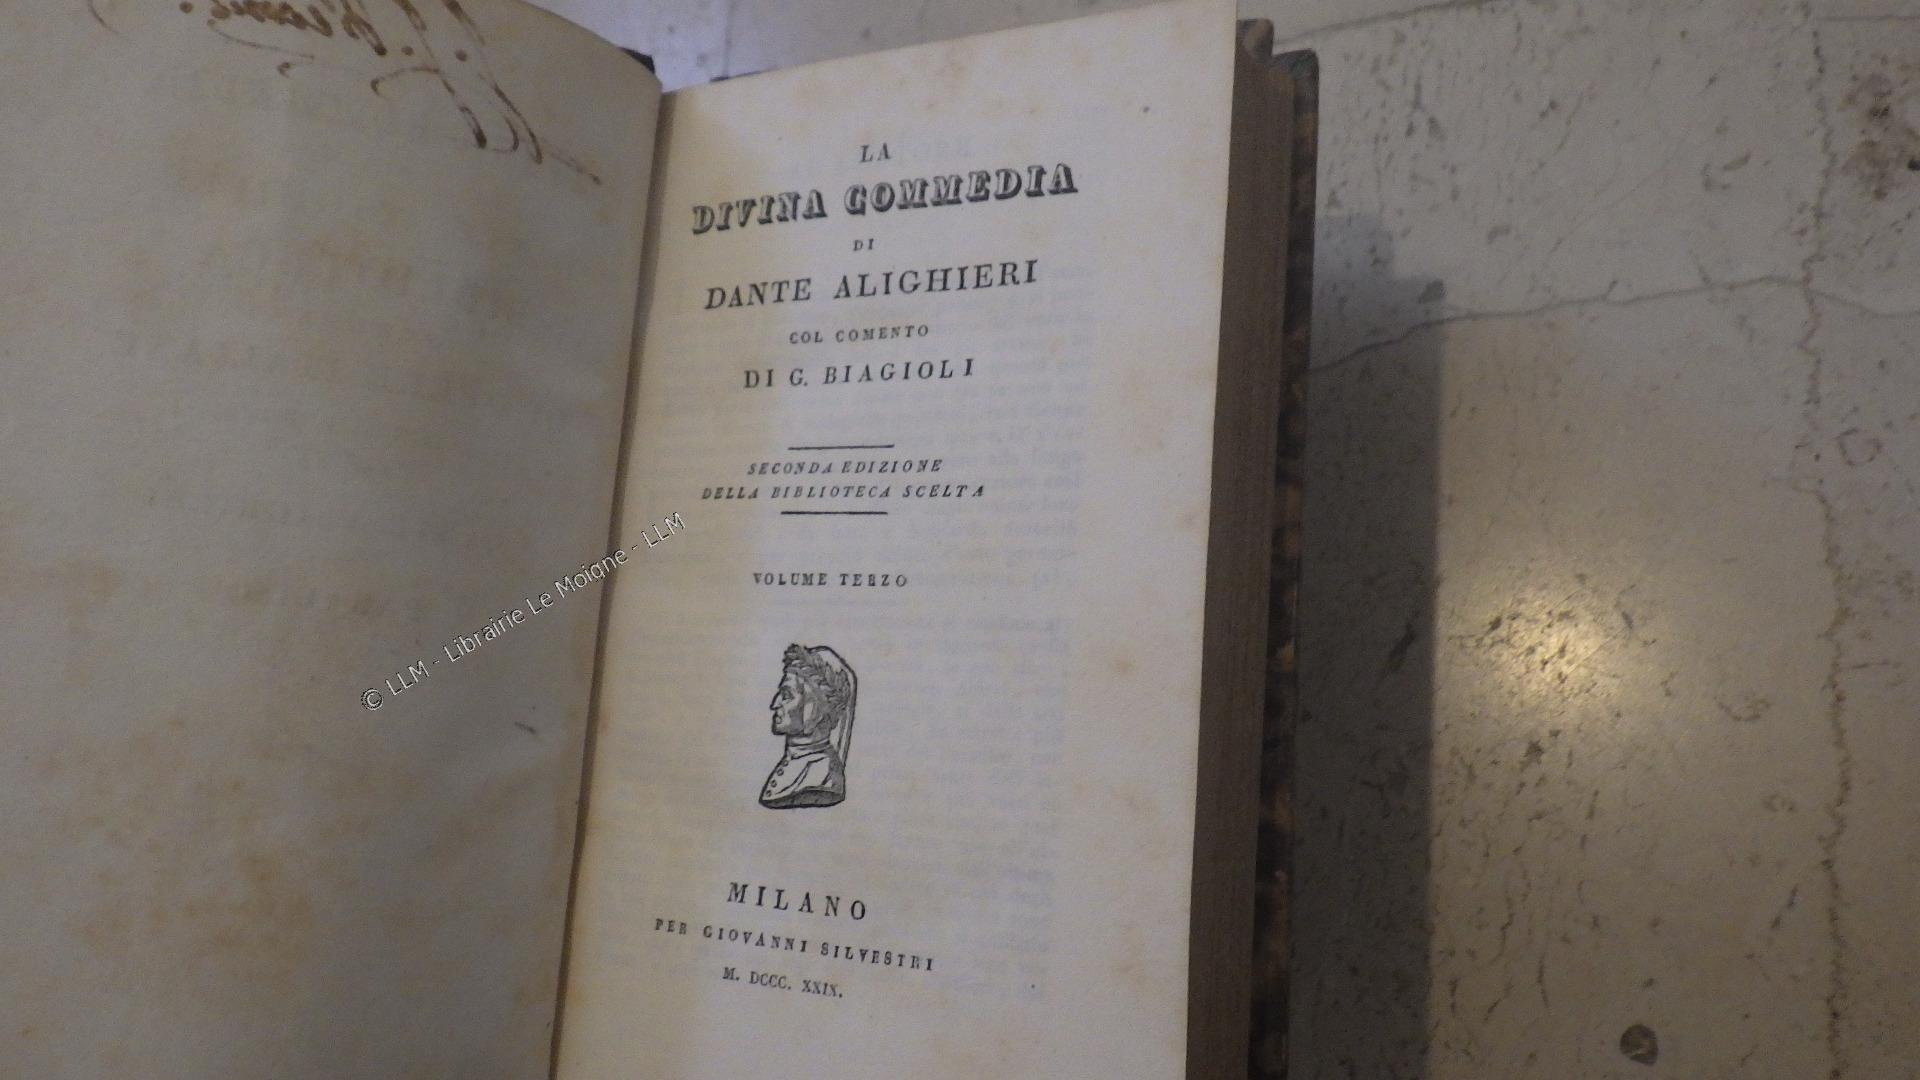 LA
DIVINA COMMEDIA
DI
DANTE ALIGHIERI
COL COMENTO
DI G. BIAGIOLI
SECONDA EDIZIONE
DELLA BIBLIOTECA SCELTA
VOLUME TERZO
MILANO
PER GIOVANNI SILVESTRI
M. DCCC. XXIX.
© LLM - Librairie Le Moigne - LLM